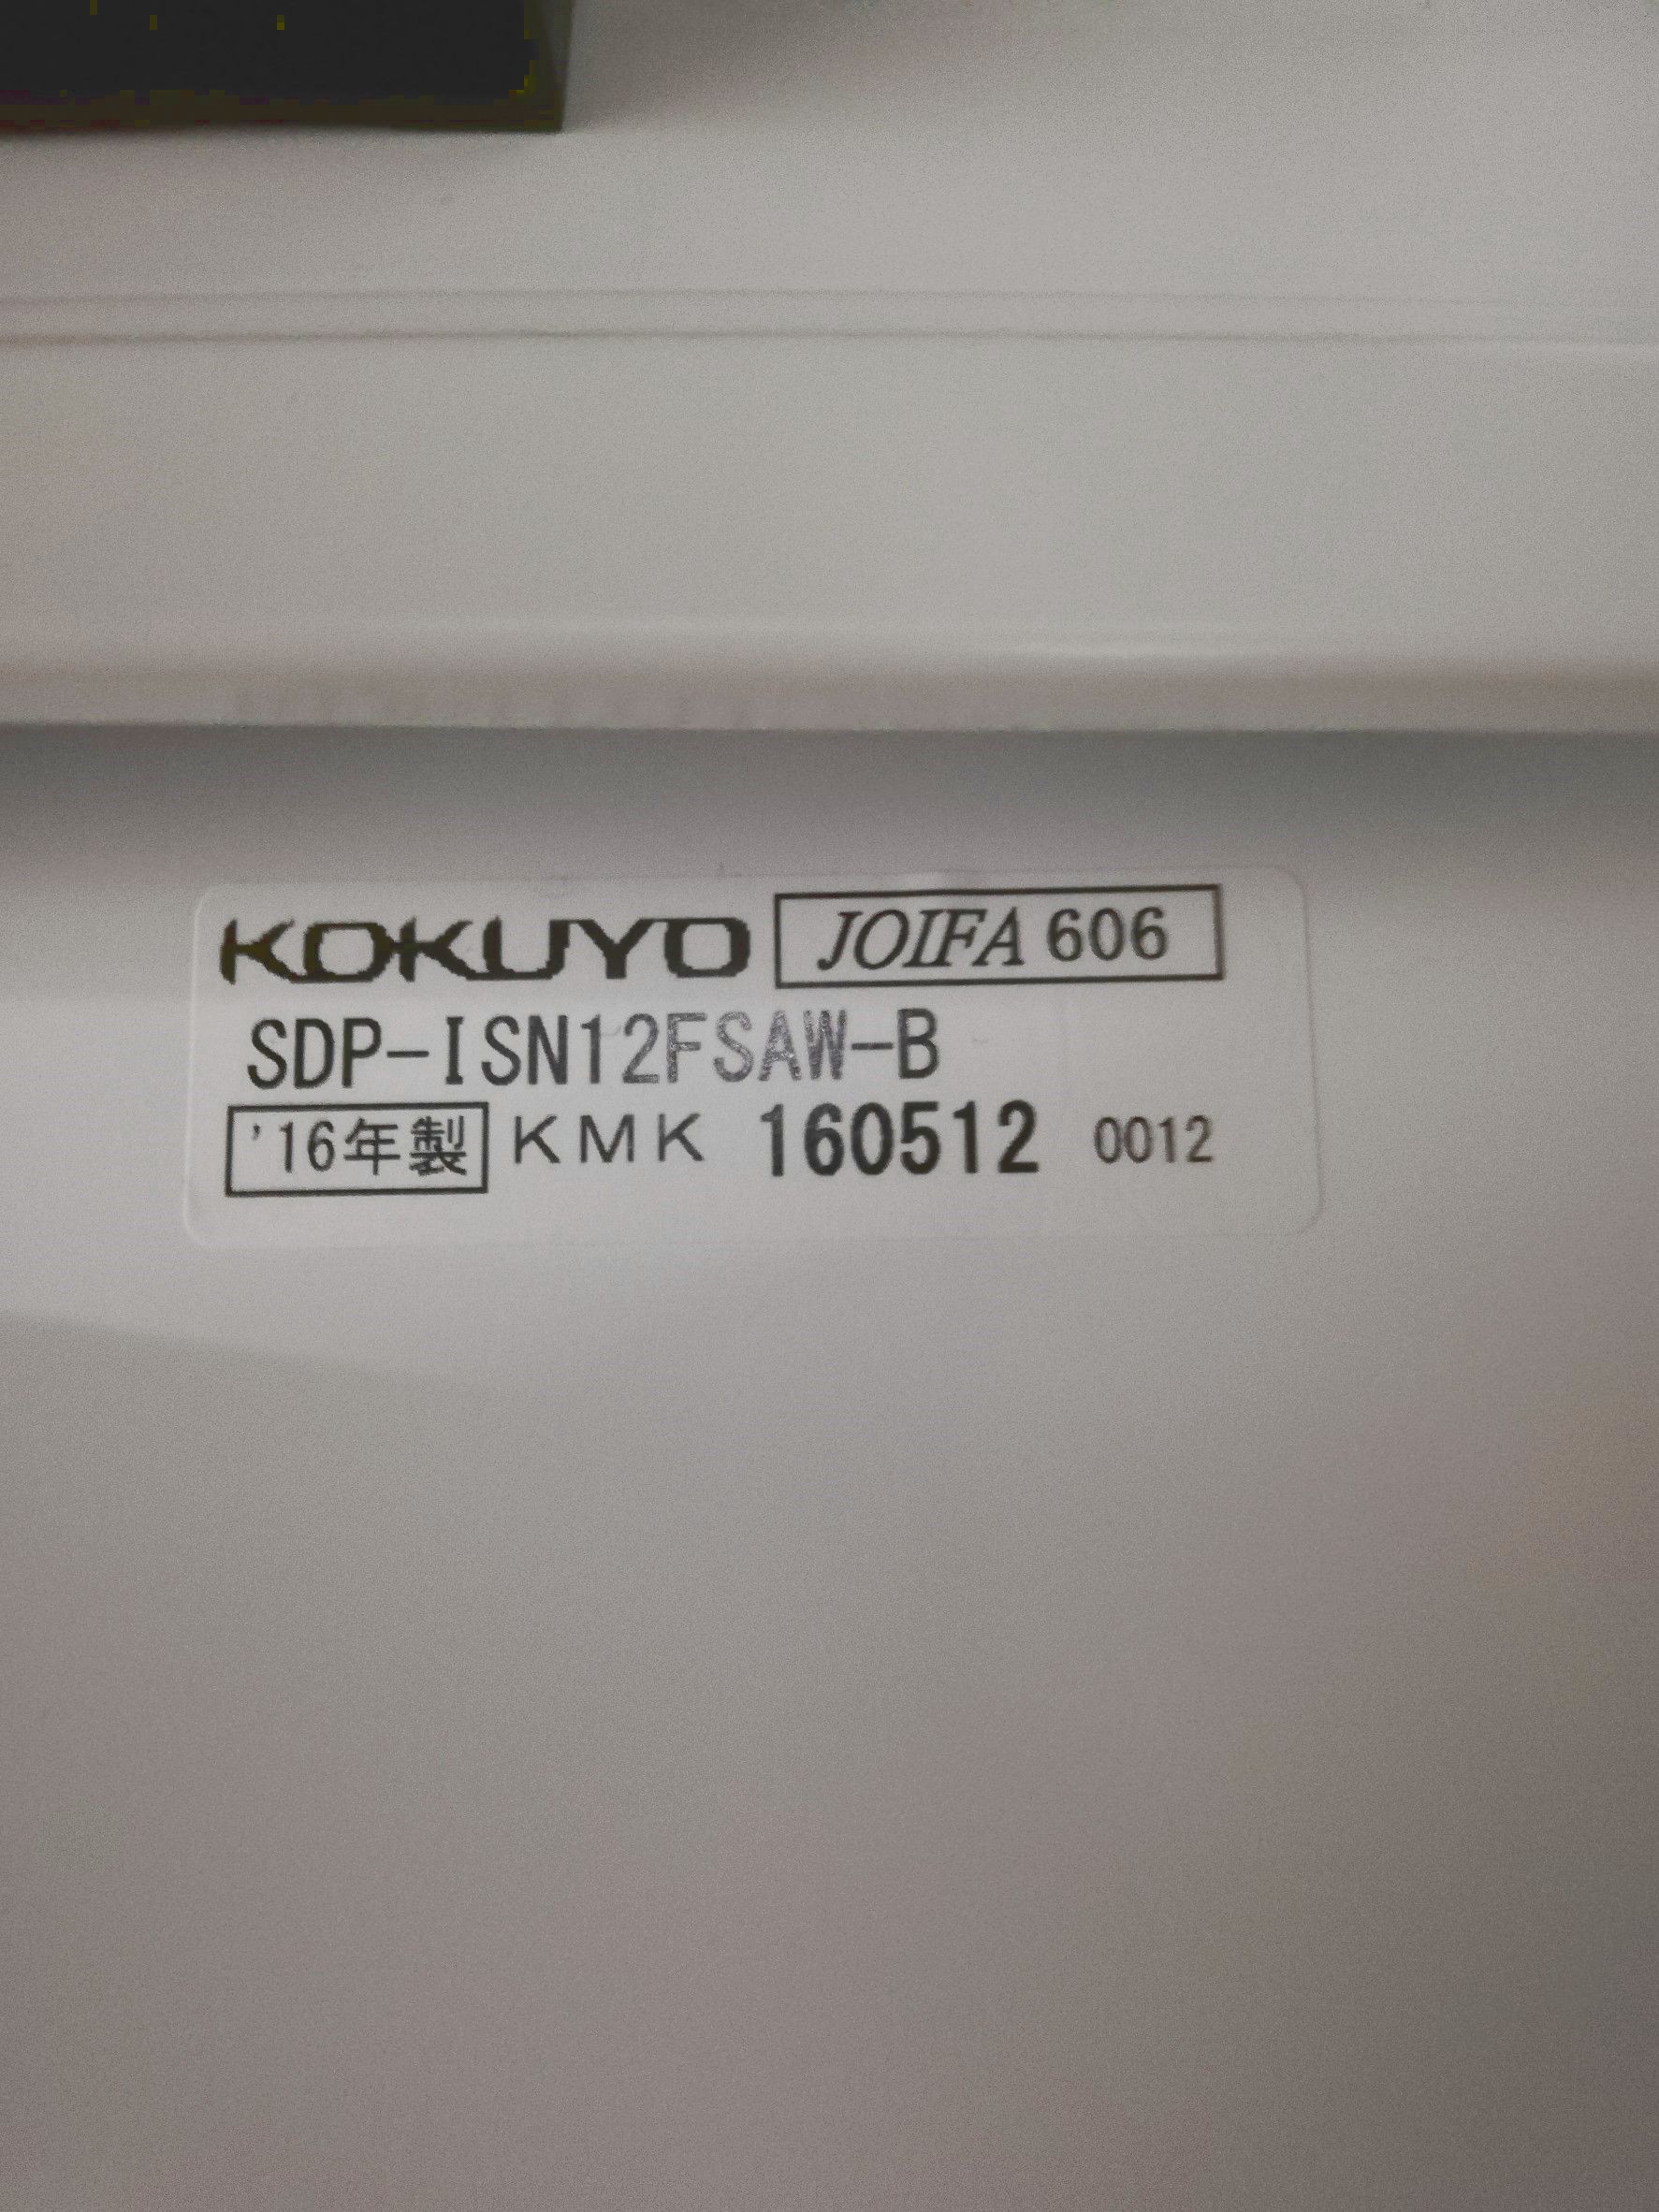 KOKUYO JOIFA 606
SDP-ISN12FSAW-B
'16年製 KMK 160512 0012